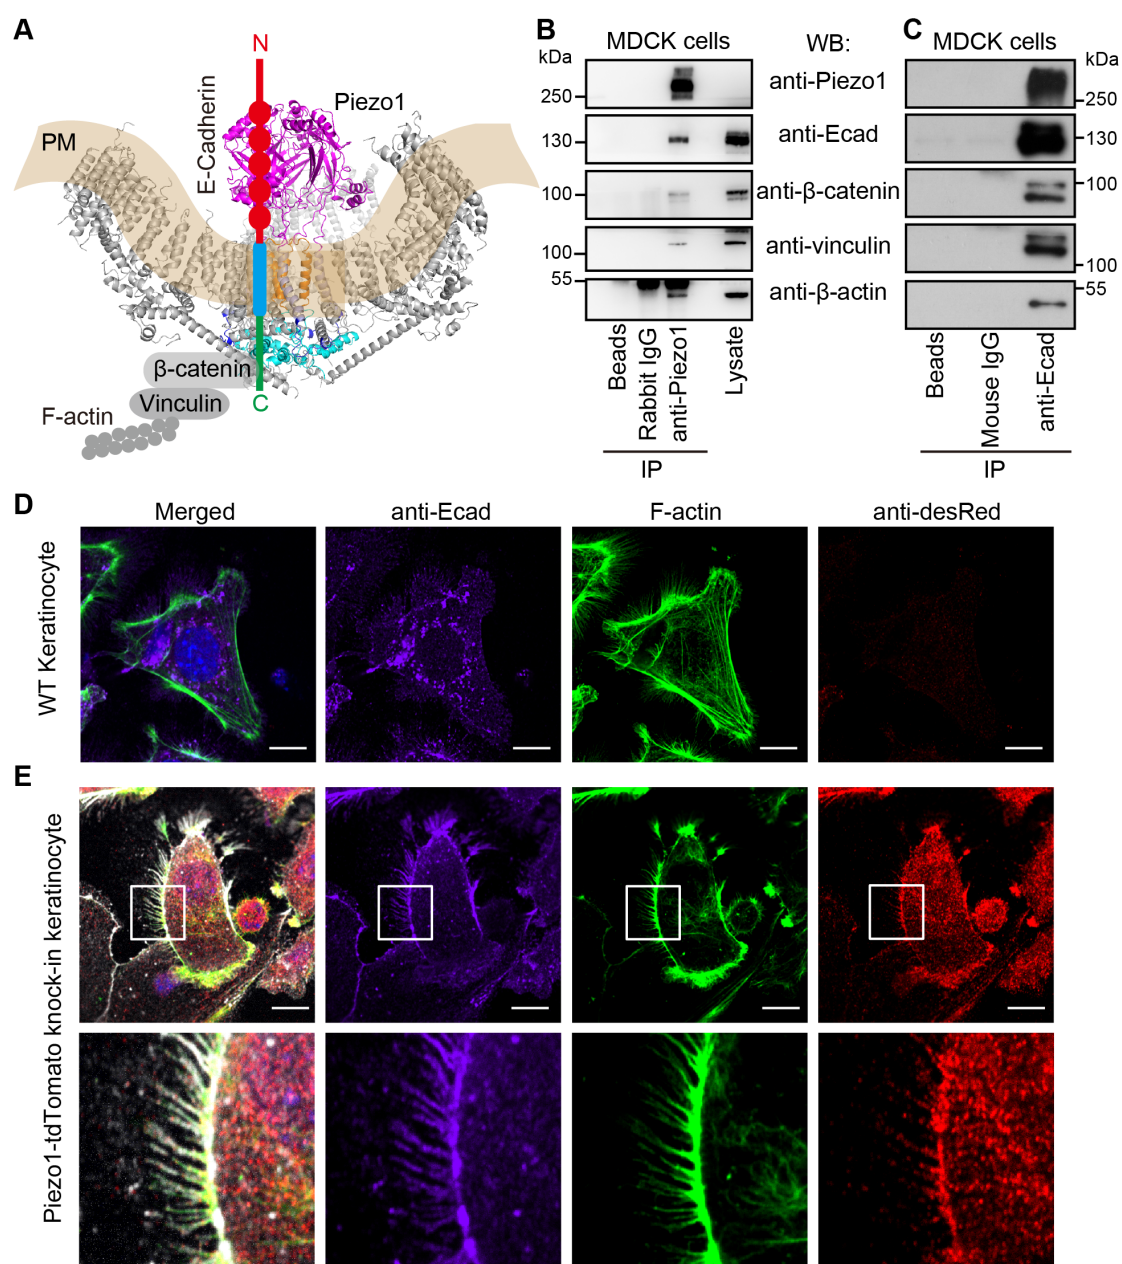 A
N
E-Cadherin
Piezo1
PM
β-catenin
Vinculin
C
F-actin
B
MDCK cells
WB:
kDa
250
anti-Piezo1
130
anti-Ecad
100
anti-β-catenin
100
anti-vinculin
55
anti-β-actin
Beads
Rabbit IgG
anti-Piezo1
Lysate
IP
C
MDCK cells
kDa
250
130
100
100
55
Beads
Mouse IgG
anti-Ecad
IP
D
Merged
anti-Ecad
F-actin
anti-desRed
WT Keratinocyte
E
Piezo1-tdTomato knock-in keratinocyte